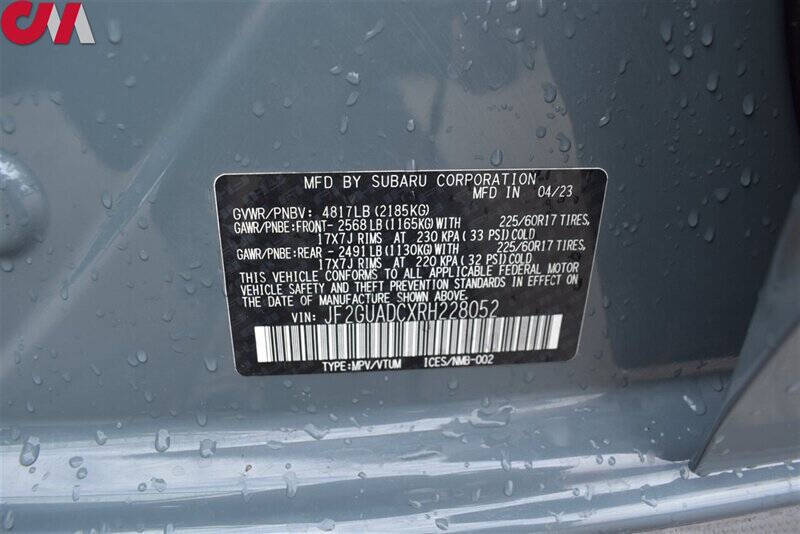 CM
MFD BY SUBARU CORPORATION
MFD IN 04/23
GVWR/PNBV: 4817LB (2185KG)
GAWR/PNBE:FRONT- 2568LB (1165KG) WITH 225/60R17 TIRES,
17X7J RIMS AT 230 KPA (33 PSI) COLD
GAWR/PNBE:REAR - 2491LB (1130KG) WITH 225/60R17 TIRES,
17X7J RIMS AT 220 KPA (32 PSI) COLD
THIS VEHICLE CONFORMS TO ALL APPLICABLE FEDERAL MOTOR
VEHICLE SAFETY AND THEFT PREVENTION STANDARDS IN EFFECT ON
THE DATE OF MANUFACTURE SHOWN ABOVE.
VIN: JF2GUADCXRH228052
TYPE:MPV/VTUM ICES/NMB-002